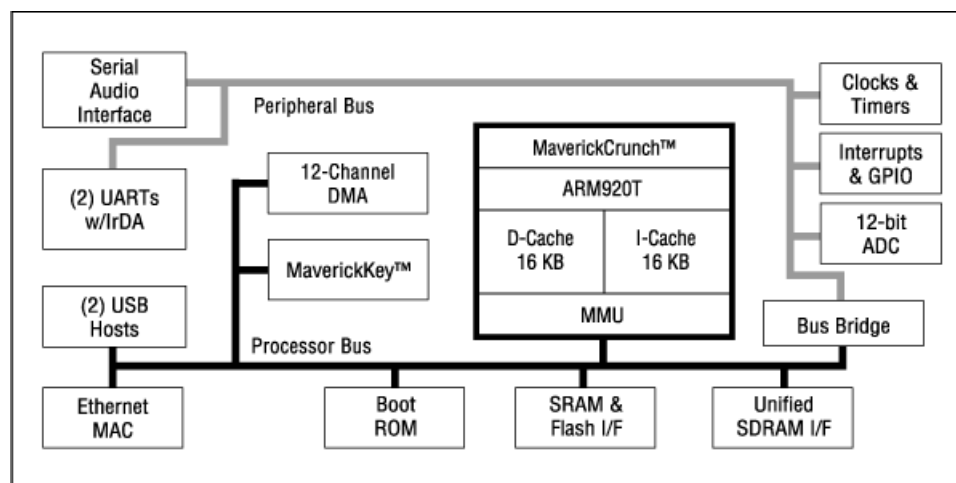 Serial
Audio
Interface
Peripheral Bus
Clocks &
Timers
MaverickCrunch™
ARM920T
D-Cache
16 KB
I-Cache
16 KB
MMU
Interrupts
& GPIO
12-Channel
DMA
(2) UARTs
w/IrDA
12-bit
ADC
MaverickKey™
(2) USB
Hosts
Bus Bridge
Processor Bus
Ethernet
MAC
Boot
ROM
SRAM &
Flash I/F
Unified
SDRAM I/F